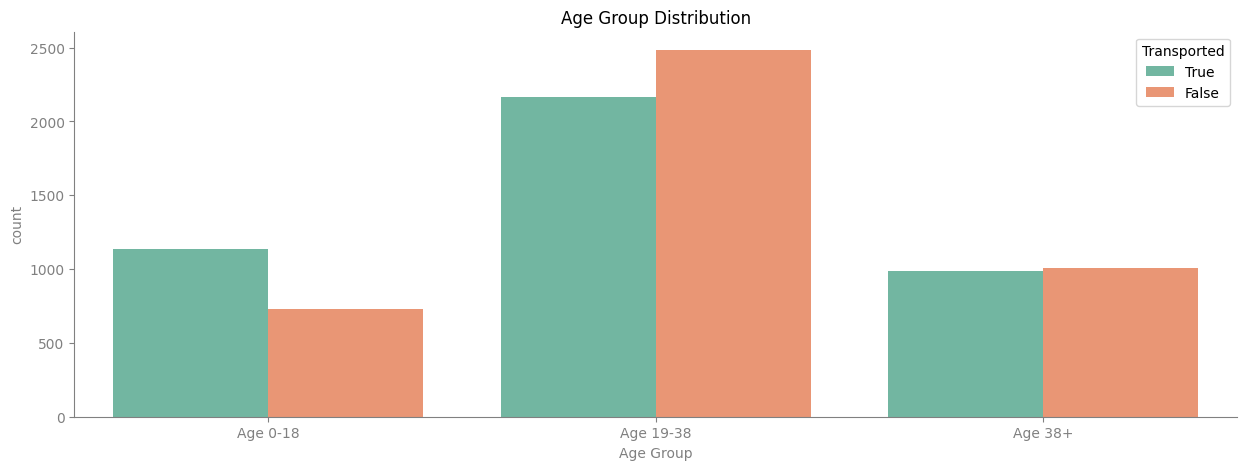 Age Group Distribution
Transported
True
False
2500
2000
1500
1000
500
0
count
Age 0-18
Age 19-38
Age 38+
Age Group